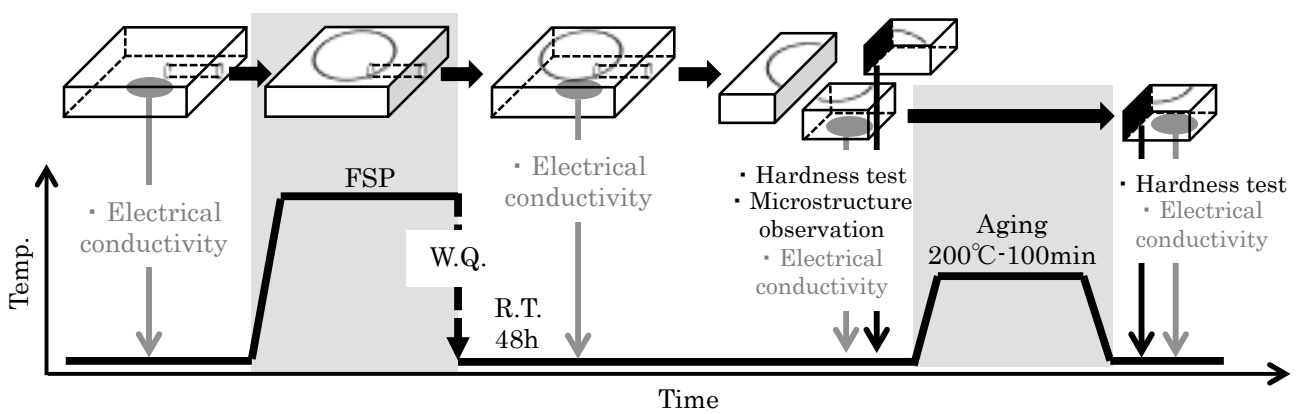 ・Electrical
conductivity
FSP
W.Q.
R.T.
48h
・Electrical
conductivity
・Hardness test
・Microstructure
observation
・Electrical
conductivity
Aging
200℃-100min
・Hardness test
・Electrical
conductivity
Temp.
Time